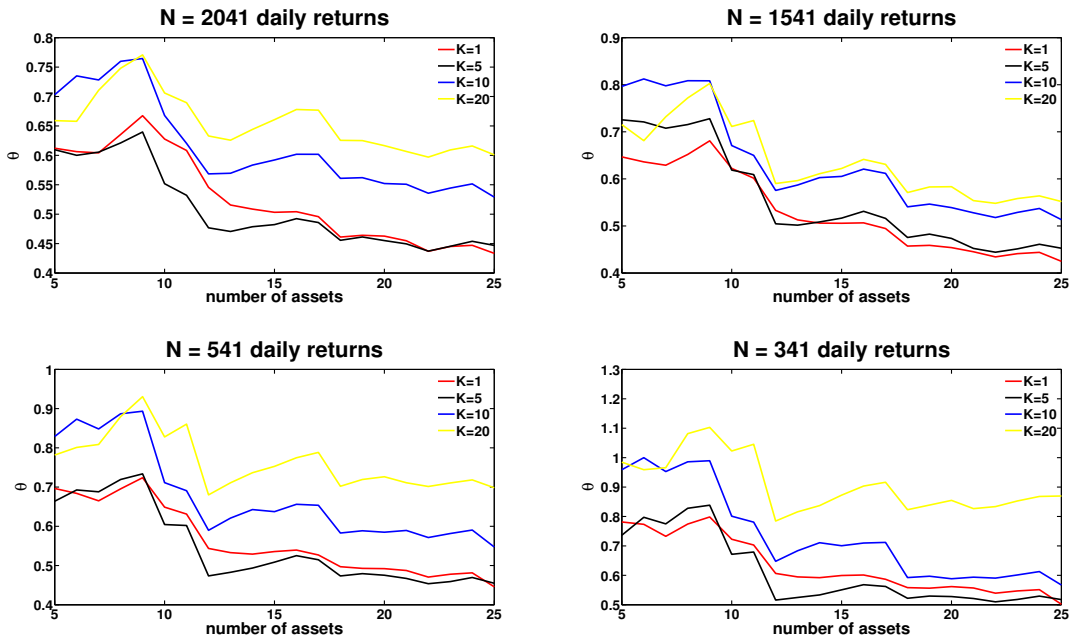 N = 2041 daily returns
0.8
0.75
0.7
0.65
0.6
0.55
0.5
0.45
0.4
θ
K=1
K=5
K=10
K=20
5 10 15 20 25
number of assets
N = 1541 daily returns
0.9
0.8
0.7
0.6
0.5
0.4
θ
K=1
K=5
K=10
K=20
5 10 15 20 25
number of assets
N = 541 daily returns
1
0.9
0.8
0.7
0.6
0.5
0.4
θ
K=1
K=5
K=10
K=20
5 10 15 20 25
number of assets
N = 341 daily returns
1.3
1.2
1.1
1
0.9
0.8
0.7
0.6
0.5
θ
K=1
K=5
K=10
K=20
5 10 15 20 25
number of assets